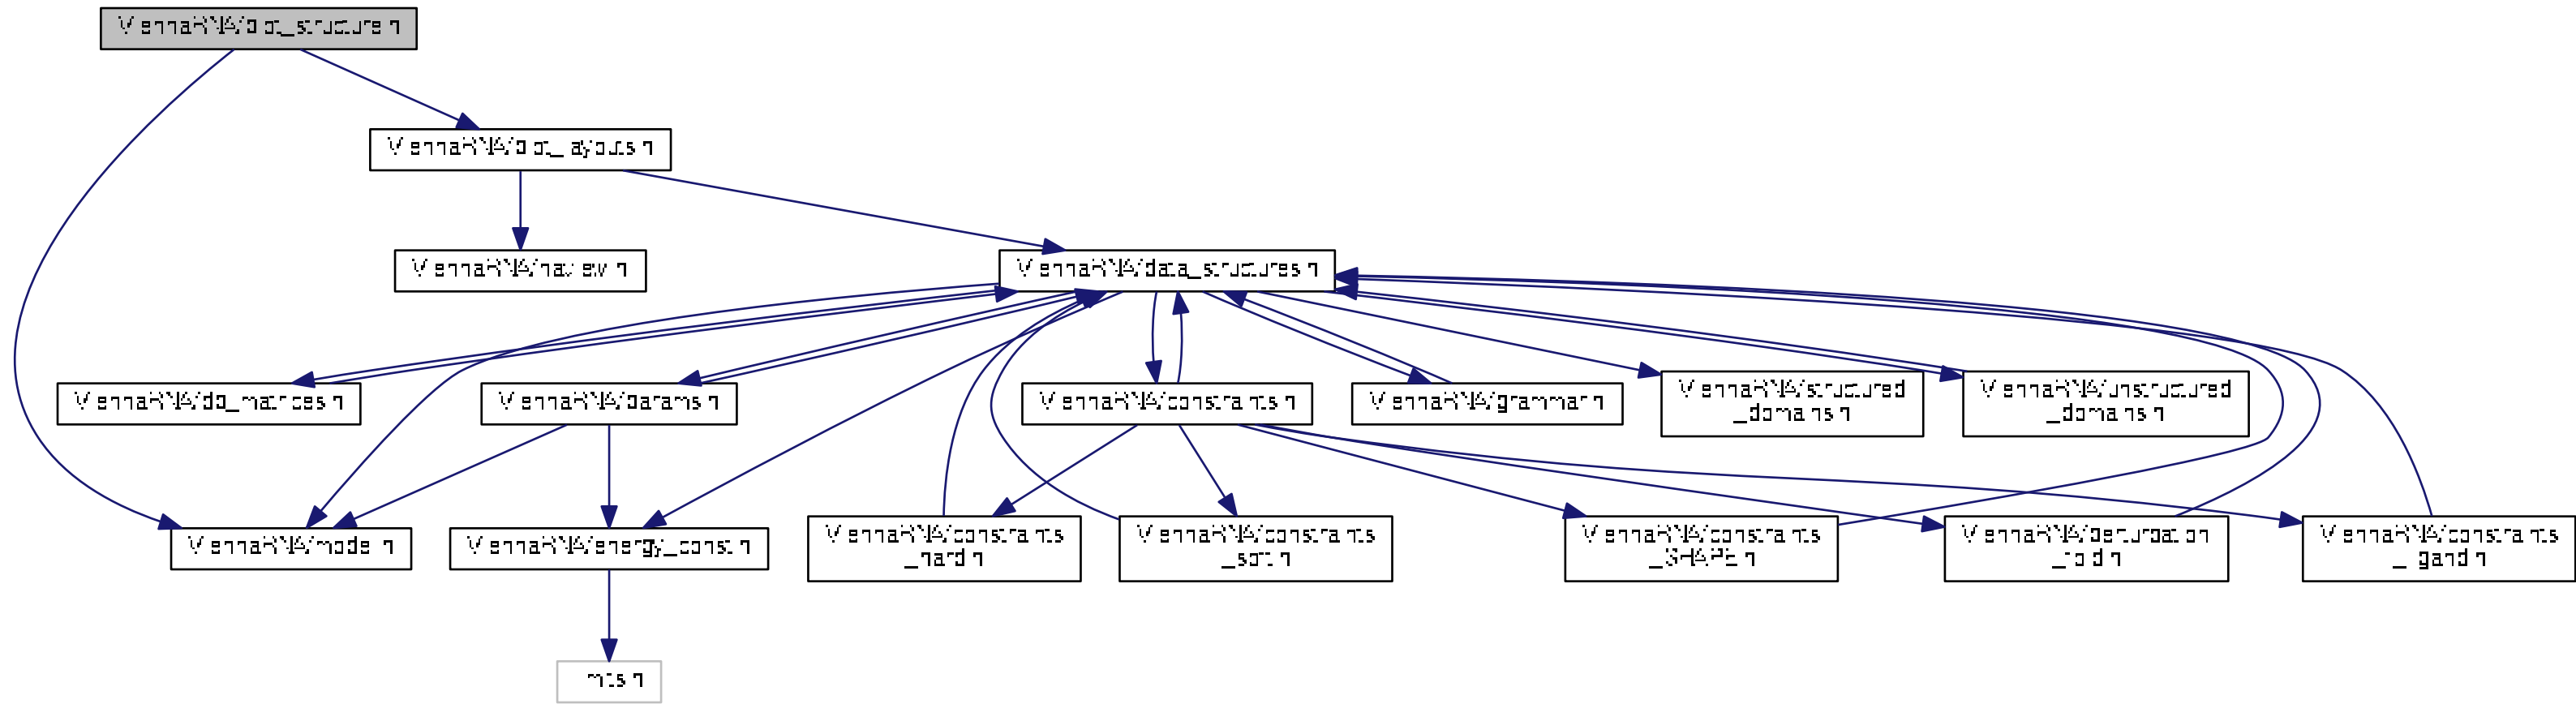 ViennaRNA/plot_structure.h
ViennaRNA/plot_layouts.h
ViennaRNA/naview.h
ViennaRNA/data_structures.h
ViennaRNA/dp_matrices.h
ViennaRNA/params.h
ViennaRNA/constraints.h
ViennaRNA/grammar.h
ViennaRNA/structured
_domains.h
ViennaRNA/unstructured
_domains.h
ViennaRNA/model.h
ViennaRNA/energy_const.h
ViennaRNA/constraints
_hard.h
ViennaRNA/constraints
_soft.h
ViennaRNA/constraints
_SHAPE.h
ViennaRNA/perturbation
_fold.h
ViennaRNA/constraints
_ligand.h
limits.h